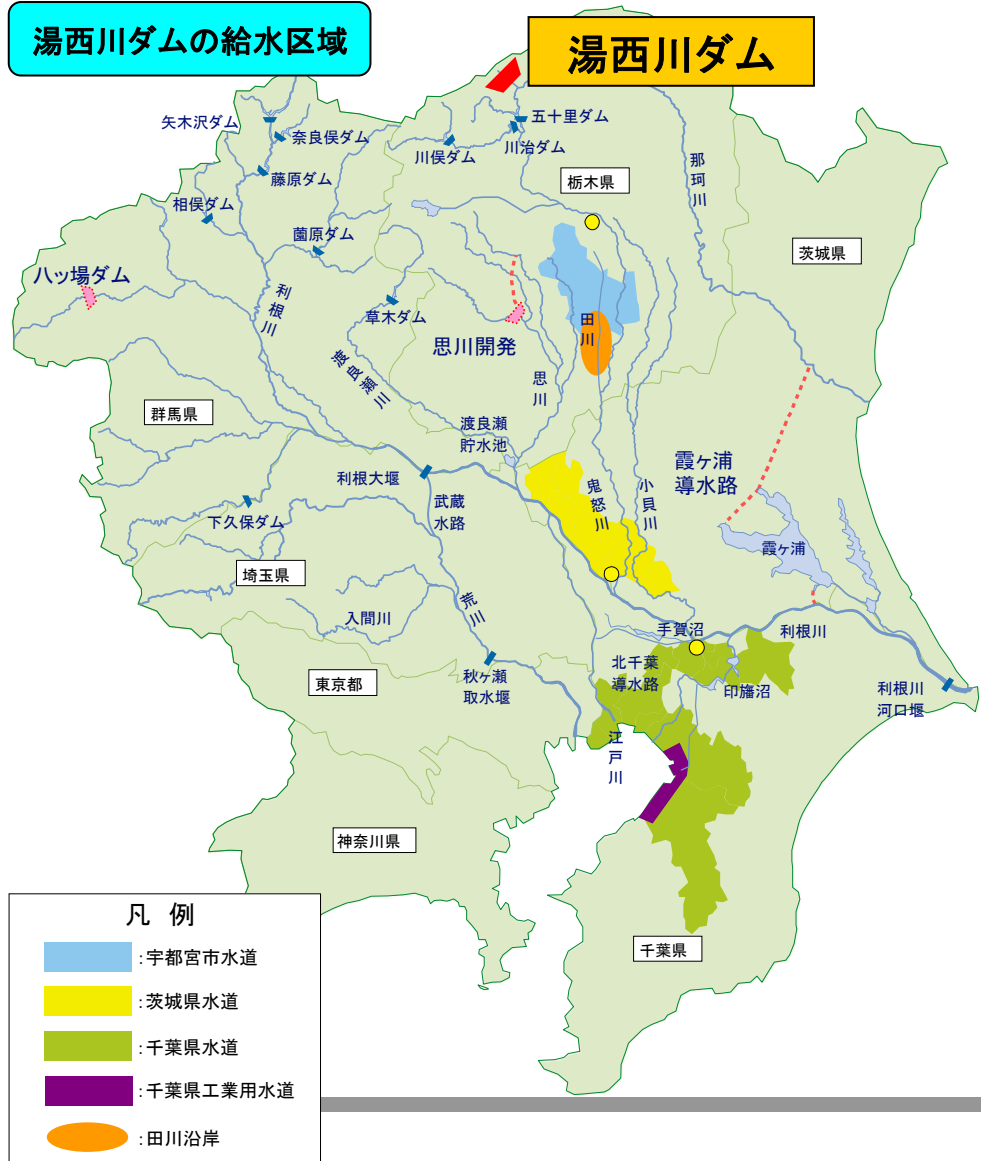 湯西川ダムの給水区域
湯西川ダム
矢木沢ダム
奈良俣ダム
五十里ダム
川治ダム
川俣ダム
藤原ダム
那珂川
栃木県
相俣ダム
薗原ダム
茨城県
八ッ場ダム
利根川
草木ダム
田川
思川開発
渡良瀬川
思川
群馬県
渡良瀬
貯水池
霞ヶ浦
導水路
利根大堰
武蔵
水路
鬼怒川
小貝川
下久保ダム
霞ヶ浦
埼玉県
入間川
荒川
手賀沼
利根川
東京都
秋ヶ瀬
取水堰
北千葉
導水路
印旛沼
利根川
河口堰
江戸川
神奈川県
千葉県
凡 例
:宇都宮市水道
:茨城県水道
:千葉県水道
:千葉県工業用水道
:田川沿岸